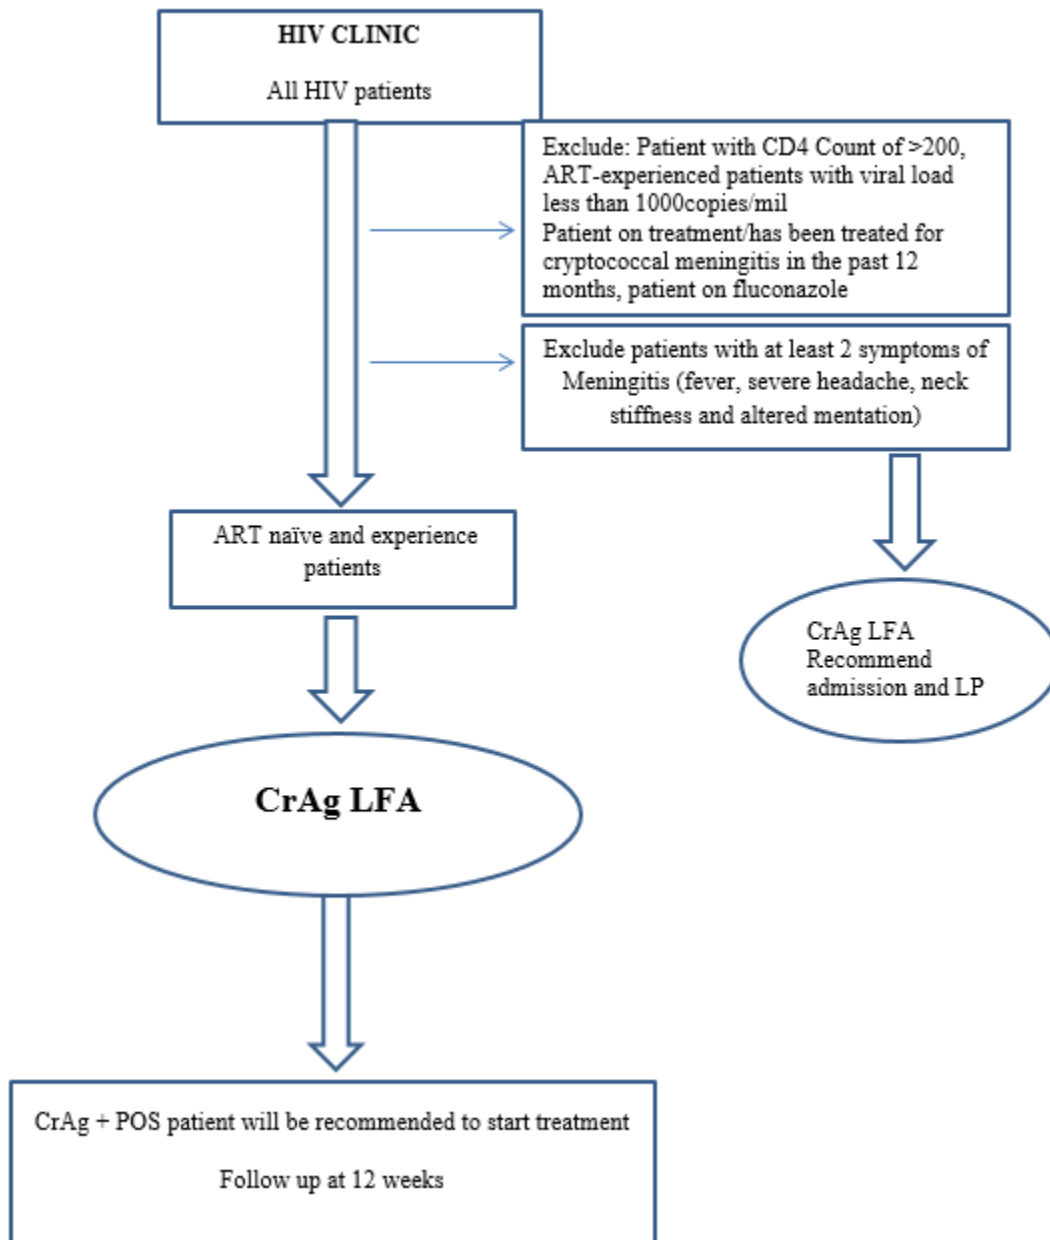 HIV CLINIC
All HIV patients
Exclude: Patient with CD4 Count of >200,
ART-experienced patients with viral load
less than 1000copies/mil
Patient on treatment/has been treated for
cryptococcal meningitis in the past 12
months, patient on fluconazole
Exclude patients with at least 2 symptoms of
Meningitis (fever, severe headache, neck
stiffness and altered mentation)
ART naïve and experience
patients
CrAg LFA
Recommend
admission and LP
CrAg LFA
CrAg + POS patient will be recommended to start treatment
Follow up at 12 weeks